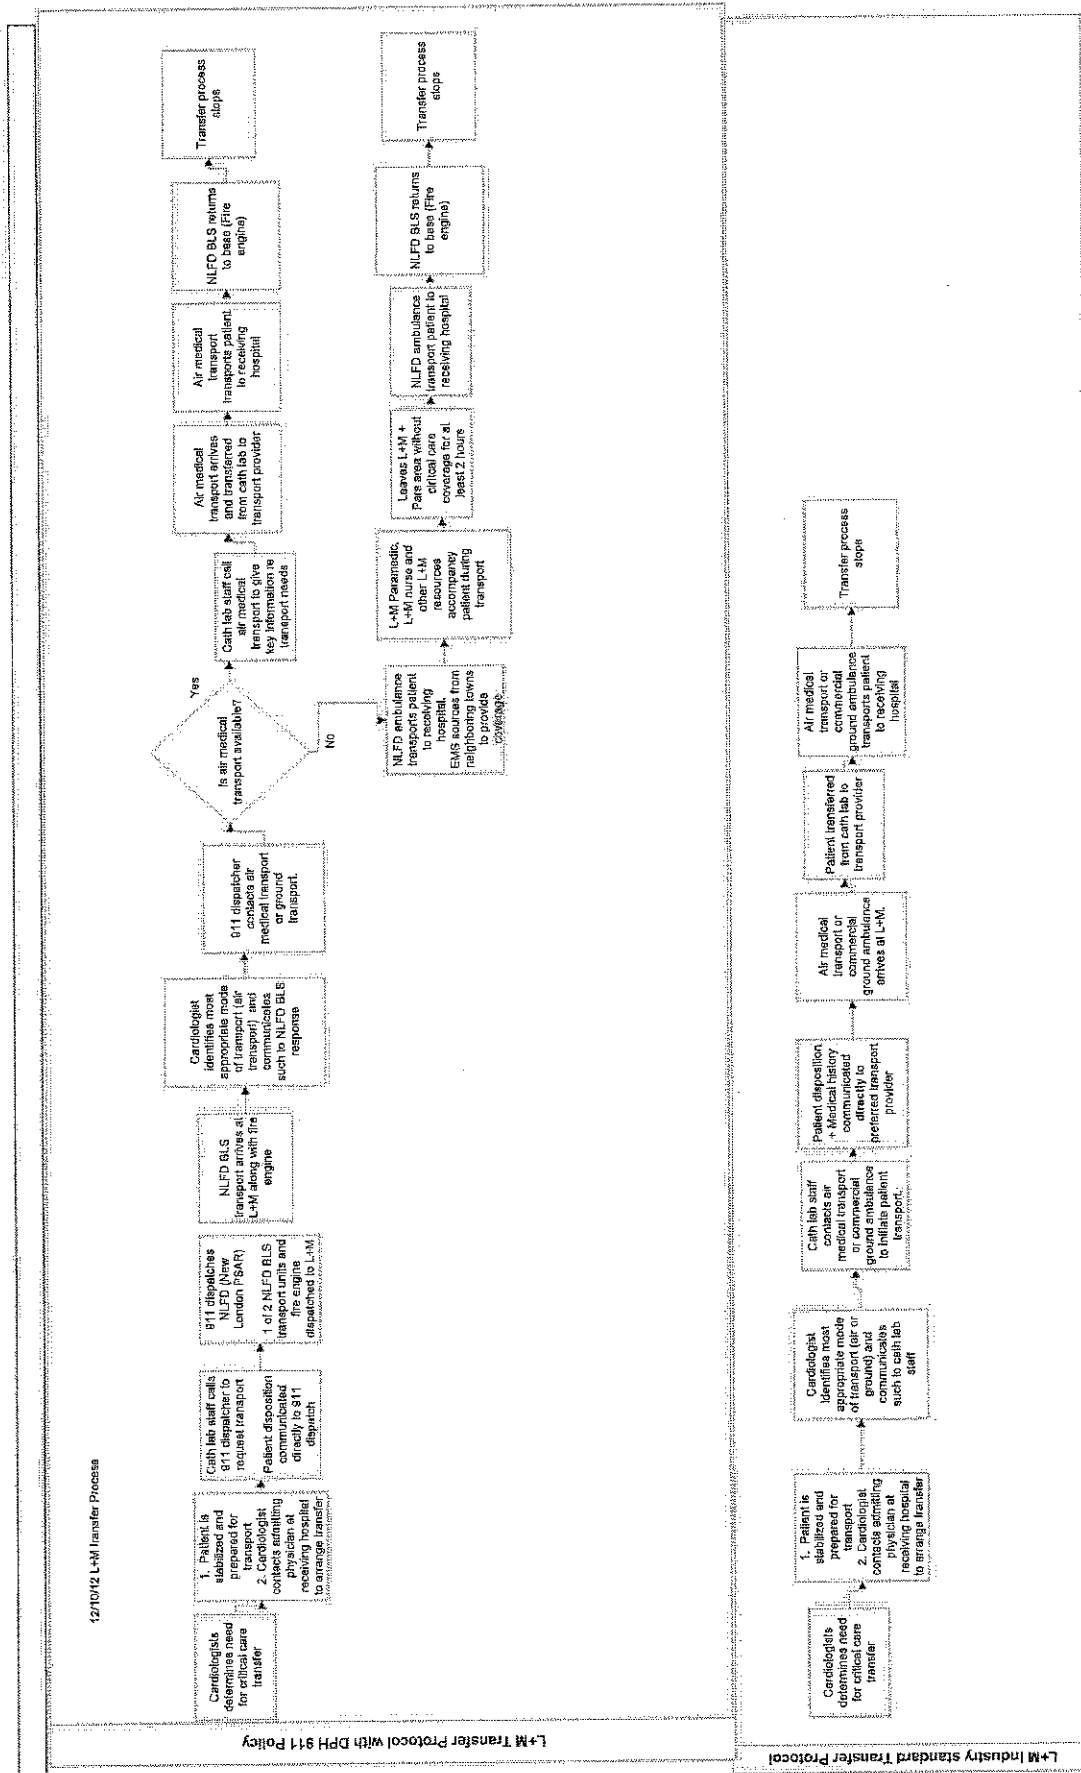 12/10/12 L+M Transfer Process
L+M Transfer Protocol with DPH 911 Policy
Cardiologists
determines need
for critical care
transfer
1. Patient is
stabilized and
prepared for
transport
2. Cardiologist
contacts admitting
physician at
receiving hospital
to arrange transfer
Cath lab staff calls
911 dispatcher to
request transport
Patient disposition
communicated
directly to 911
dispatch
911 dispatches
NLFD (New
London PSAR)
1 of 2 NLFD BLS
transport units and
fire engine
dispatched to L+M
NLFD BLS
transport arrives at
L+M along with fire
engine
Cardiologist
identifies most
appropriate mode
of transport (air
transport) and
communicates
such to NLFD BLS
response
911 dispatcher
contacts air
medical transport
or ground
transport.
Is air medical
transport available?
Yes
Cath lab staff call
air medical
transport to give
key information re
transport needs
Air medical
transport arrives
and transferred
from cath lab to
transport provider
Air medical
transport
transports patient
to receiving
hospital
NLFD BLS returns
to base (Fire
engine)
Transfer process
stops
No
NLFD ambulance
transports patient
to receiving
hospital,
EMS sources from
neighboring towns
to provide
coverage
L+M Paramedic,
L+M nurse and
other L+M
resources
accompany
patient during
transport
Leaves L+M +
Para area without
clinical care
coverage for at
least 2 hours
NLFD ambulance
transport patient to
receiving hospital
NLFD BLS returns
to base (Fire
engine)
Transfer process
stops
L+M Industry standard Transfer Protocol
Cardiologists
determines need
for critical care
transfer
1. Patient is
stabilized and
prepared for
transport
2. Cardiologist
contacts admitting
physician at
receiving hospital
to arrange transfer
Cardiologist
identifies most
appropriate mode
of transport (air or
ground) and
communicates
such to cath lab
staff
Cath lab staff
contacts air
medical transport
or commercial
ground ambulance
to initiate patient
transport.
Patient disposition
+ Medical history
communicated
directly to
preferred transport
provider
Air medical
transport or
commercial
ground ambulance
arrives at L+M.
Patient transferred
from cath lab to
transport provider
Air medical
transport or
commercial
ground ambulance
transports patient
to receiving
hospital
Transfer process
stops